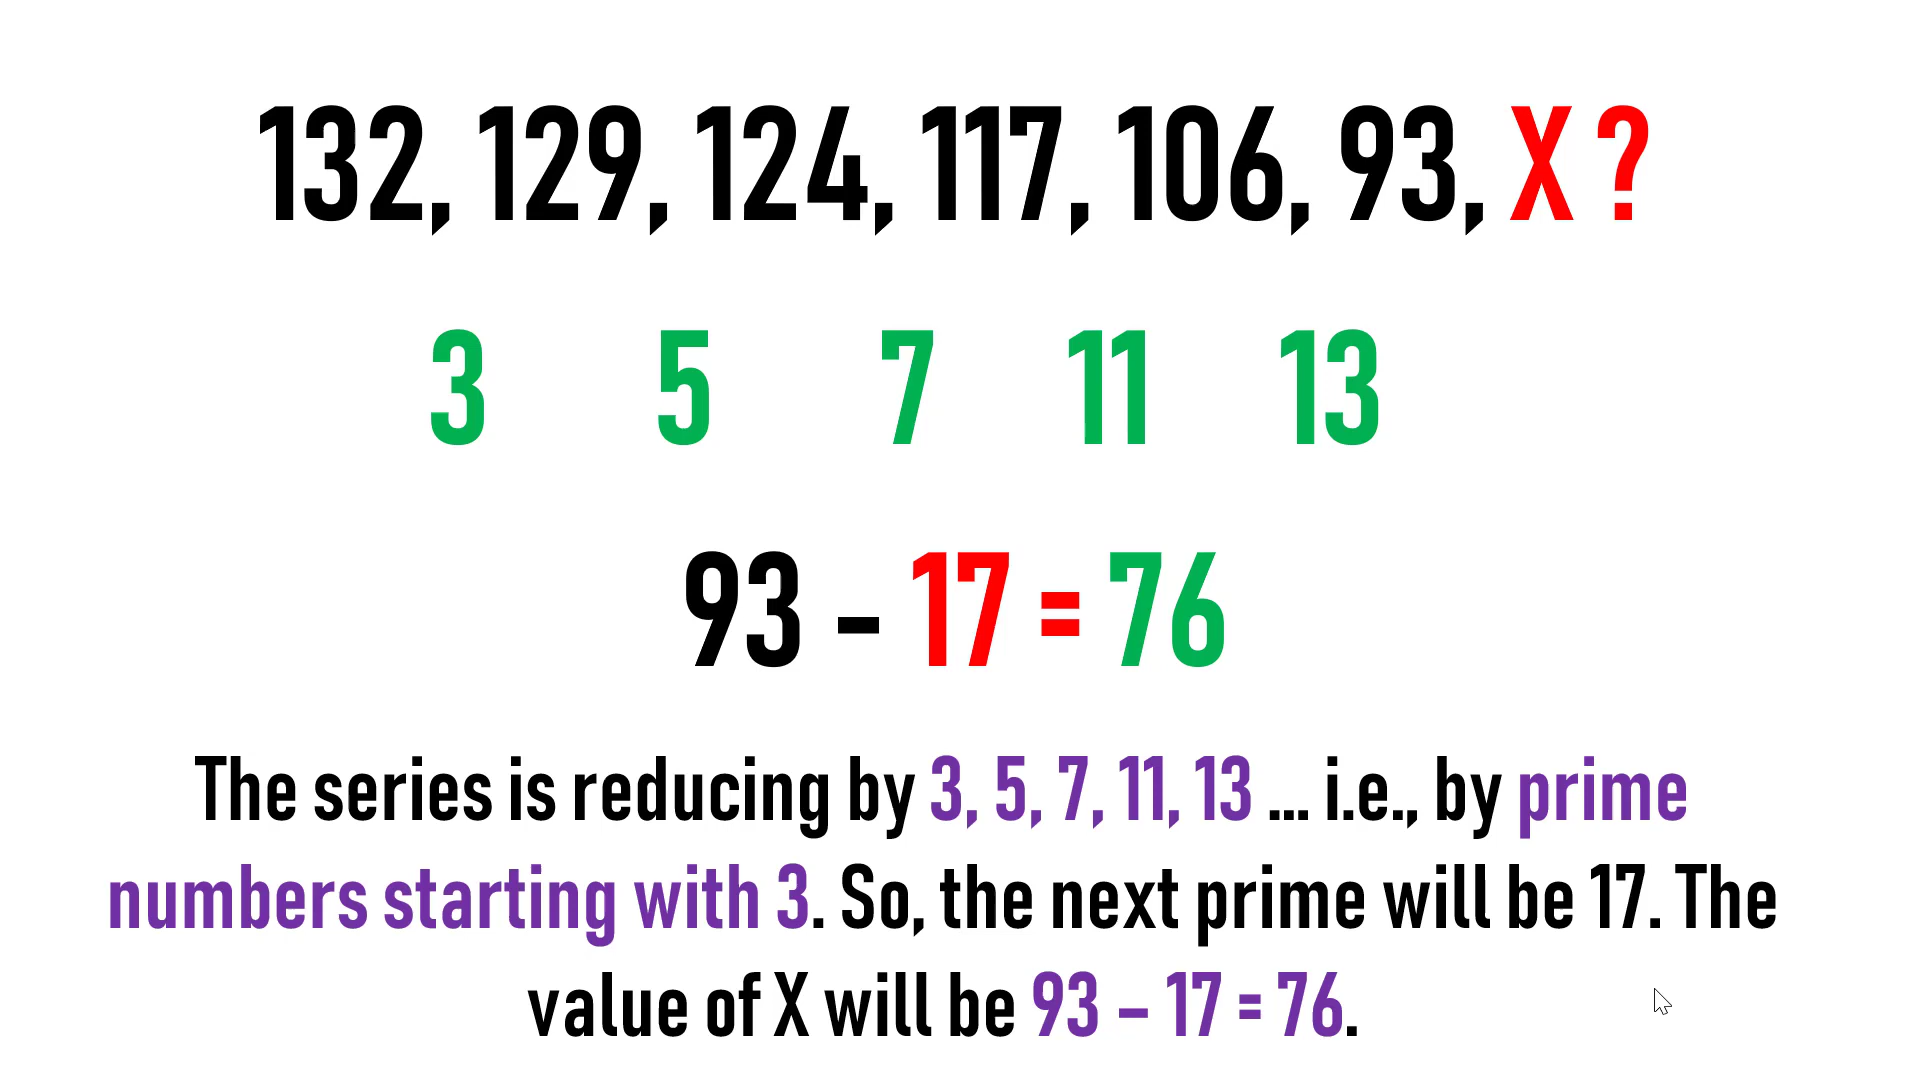 132, 129, 124, 117, 106, 93, X ?
3 5 7 11 13
93 - 17 = 76
The series is reducing by 3, 5, 7, 11, 13 ... i.e., by prime
numbers starting with 3. So, the next prime will be 17. The
value of X will be 93 – 17 = 76.